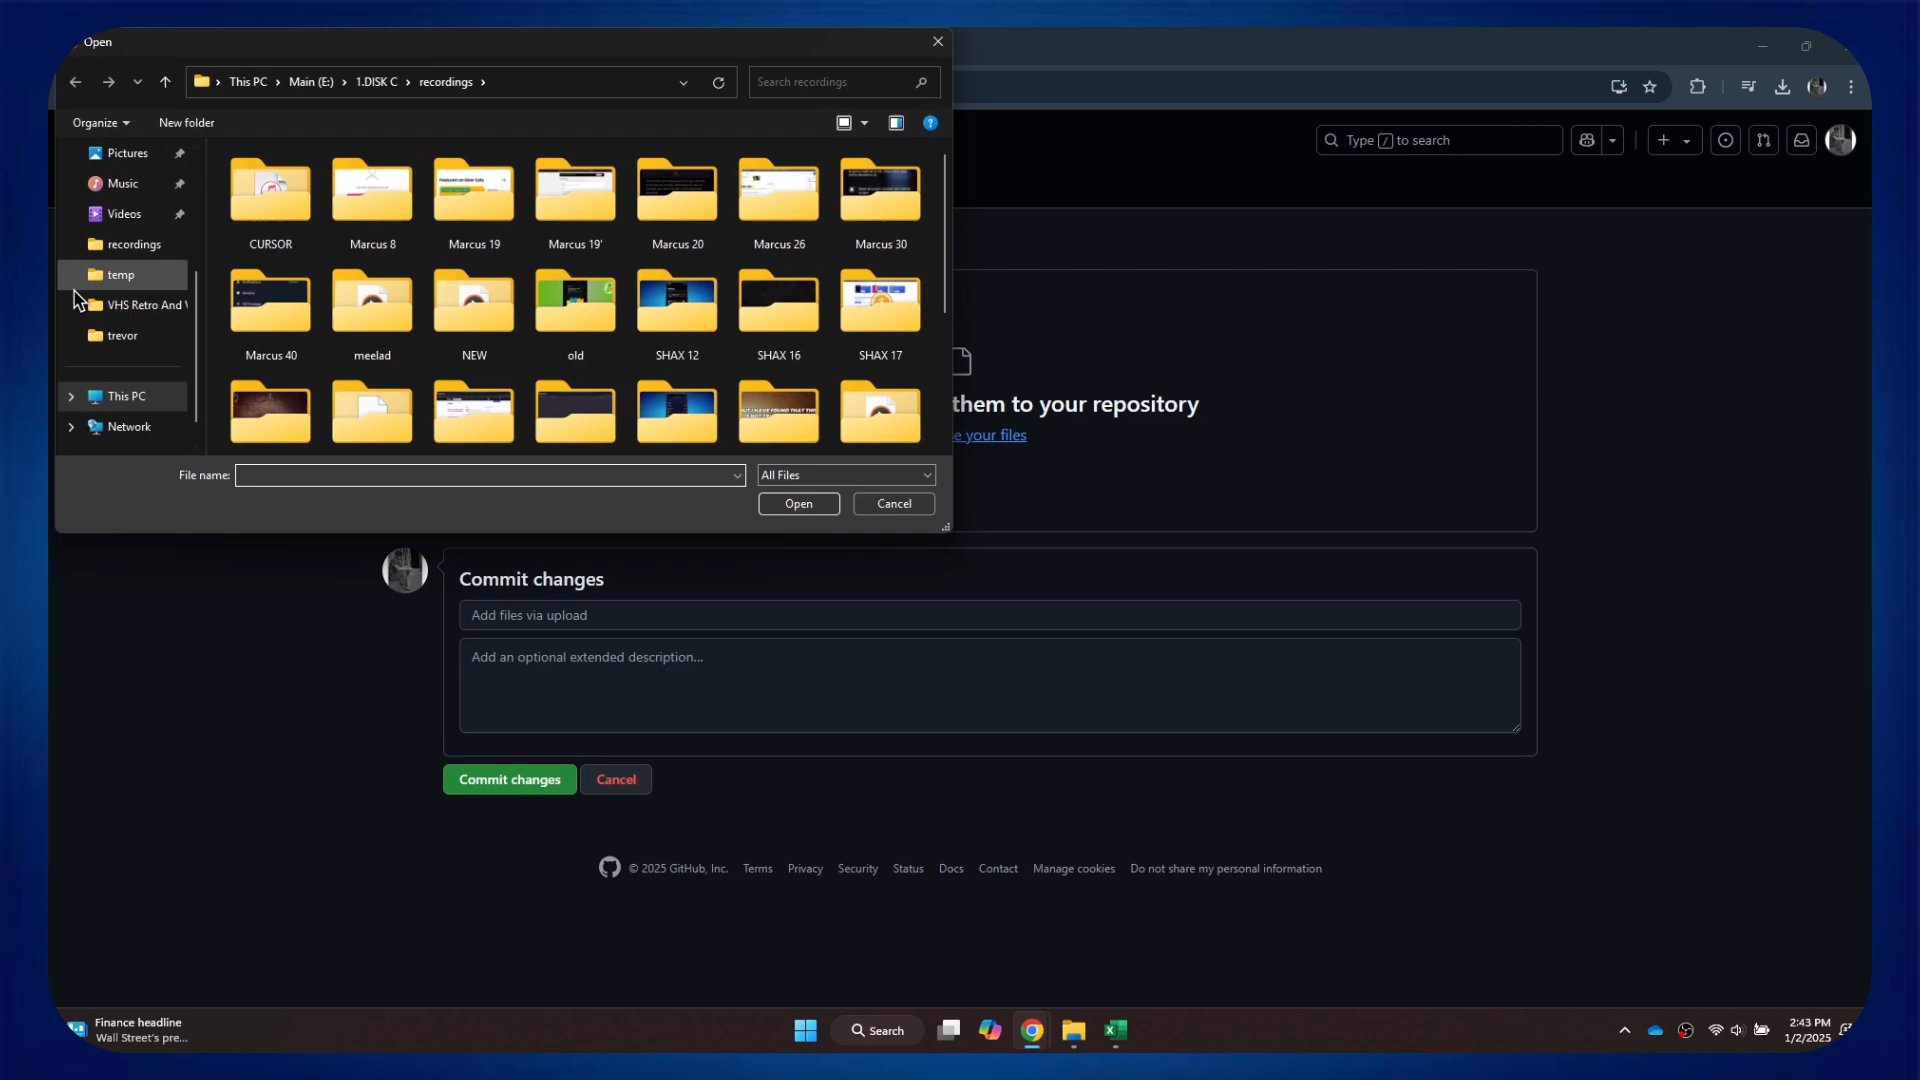 Open
This PC > Main (E:) > 1.DISK C > recordings >
Search recordings
Organize
New folder
Pictures
Music
Videos
recordings
temp
VHS Retro And
trevor
This PC
Network
CURSOR
Marcus 8
Marcus 19
Marcus 19'
Marcus 20
Marcus 26
Marcus 30
Marcus 40
meelad
NEW
old
SHAX 12
SHAX 16
SHAX 17
File name:
All Files
Open
Cancel
Type / to search
them to your repository
e your files
Commit changes
Add files via upload
Add an optional extended description...
Commit changes
Cancel
© 2025 GitHub, Inc. Terms Privacy Security Status Docs Contact Manage cookies Do not share my personal information
Finance headline
Wall Street's pre...
Search
2:43 PM
1/2/2025